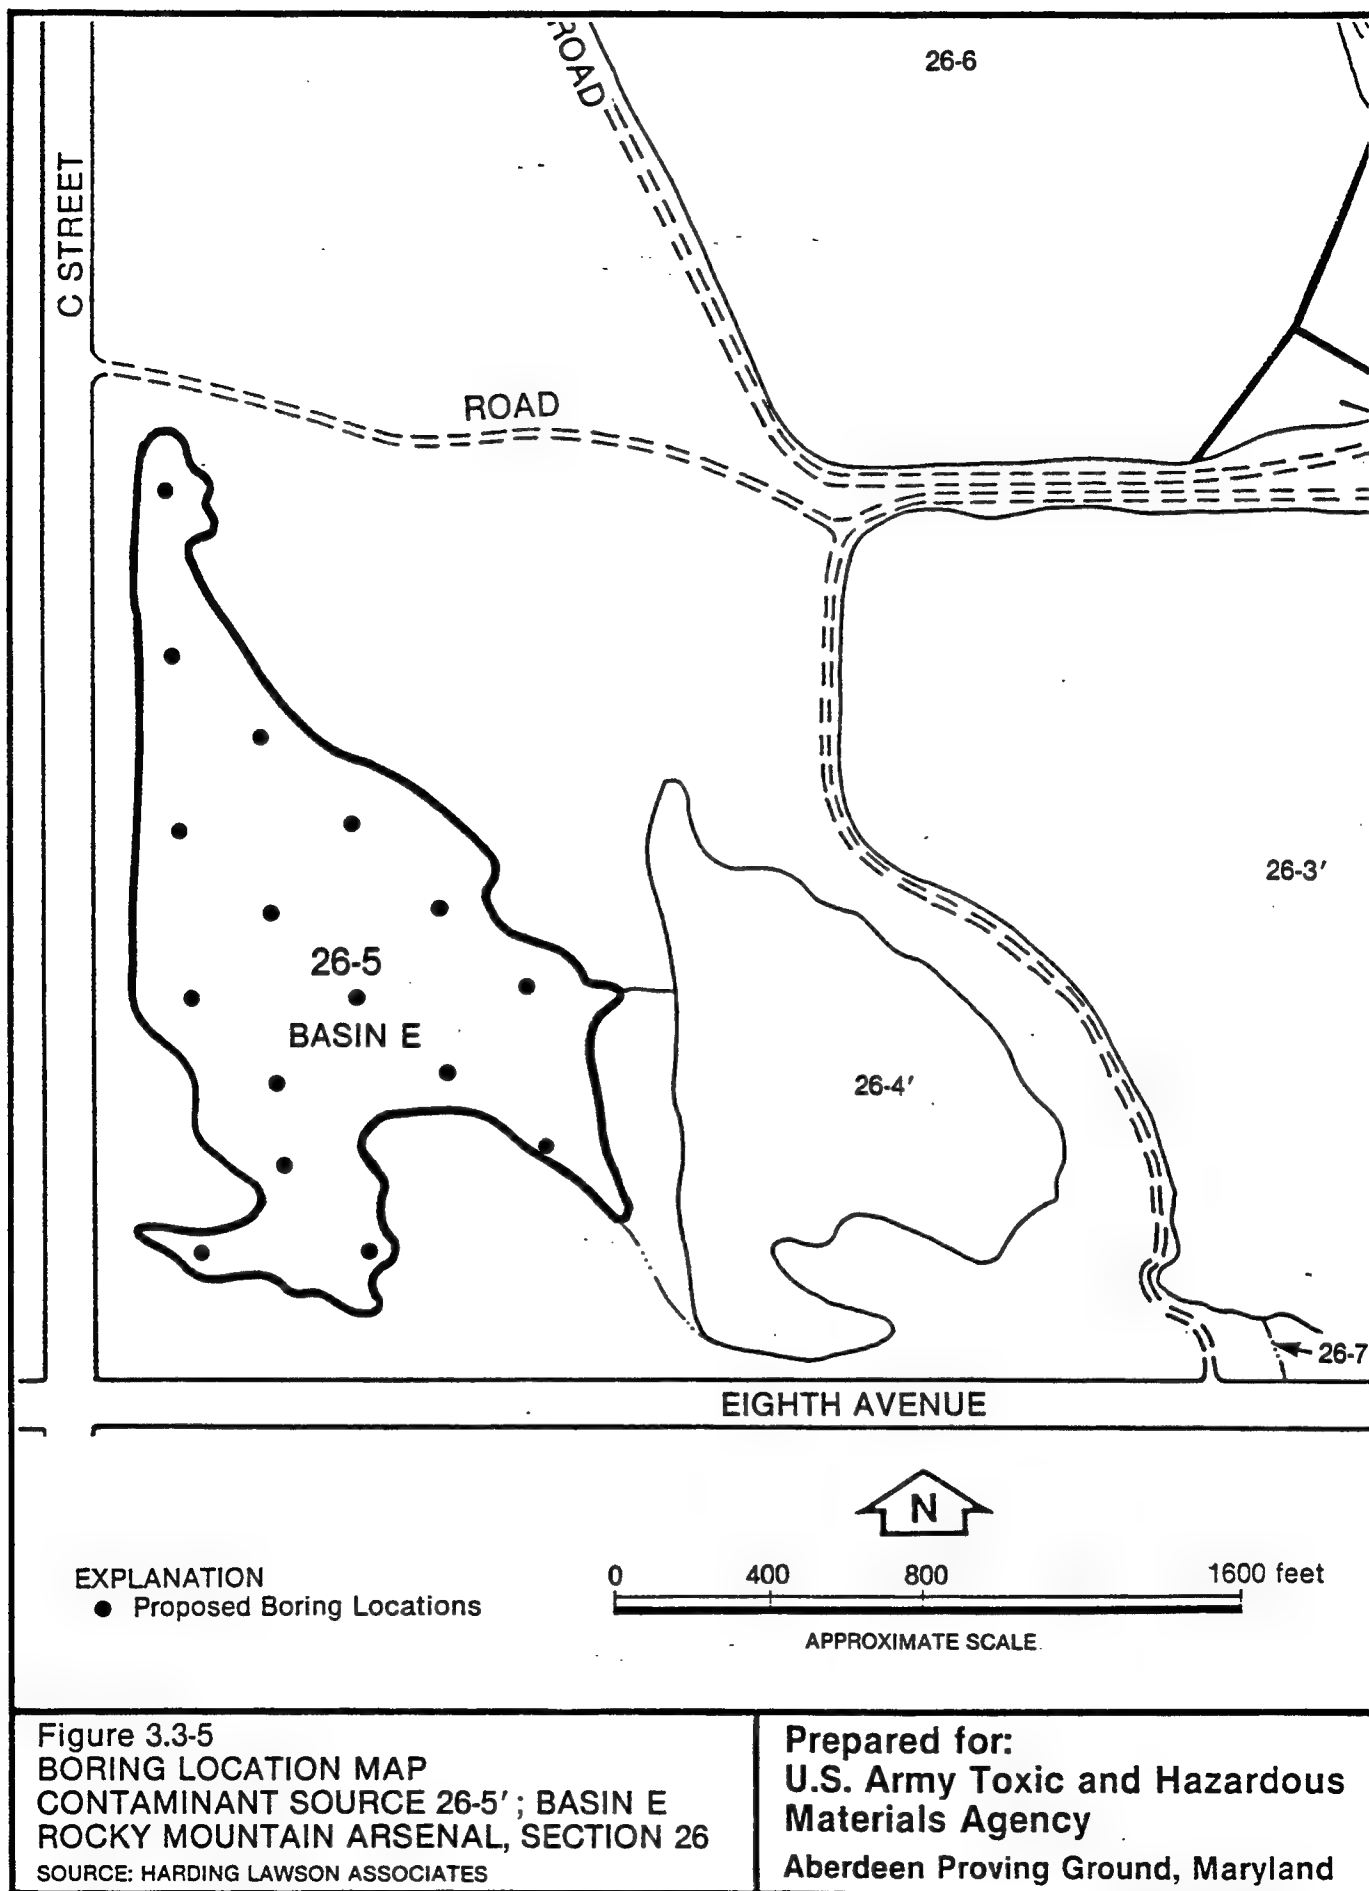 ROAD
26-6
C STREET
ROAD
26-3'
26-5
BASIN E
26-4'
26-7
EIGHTH AVENUE
N
EXPLANATION
● Proposed Boring Locations
0 400 800 1600 feet
APPROXIMATE SCALE
Figure 3.3-5
BORING LOCATION MAP
CONTAMINANT SOURCE 26-5'; BASIN E
ROCKY MOUNTAIN ARSENAL, SECTION 26
SOURCE: HARDING LAWSON ASSOCIATES
Prepared for:
U.S. Army Toxic and Hazardous
Materials Agency
Aberdeen Proving Ground, Maryland